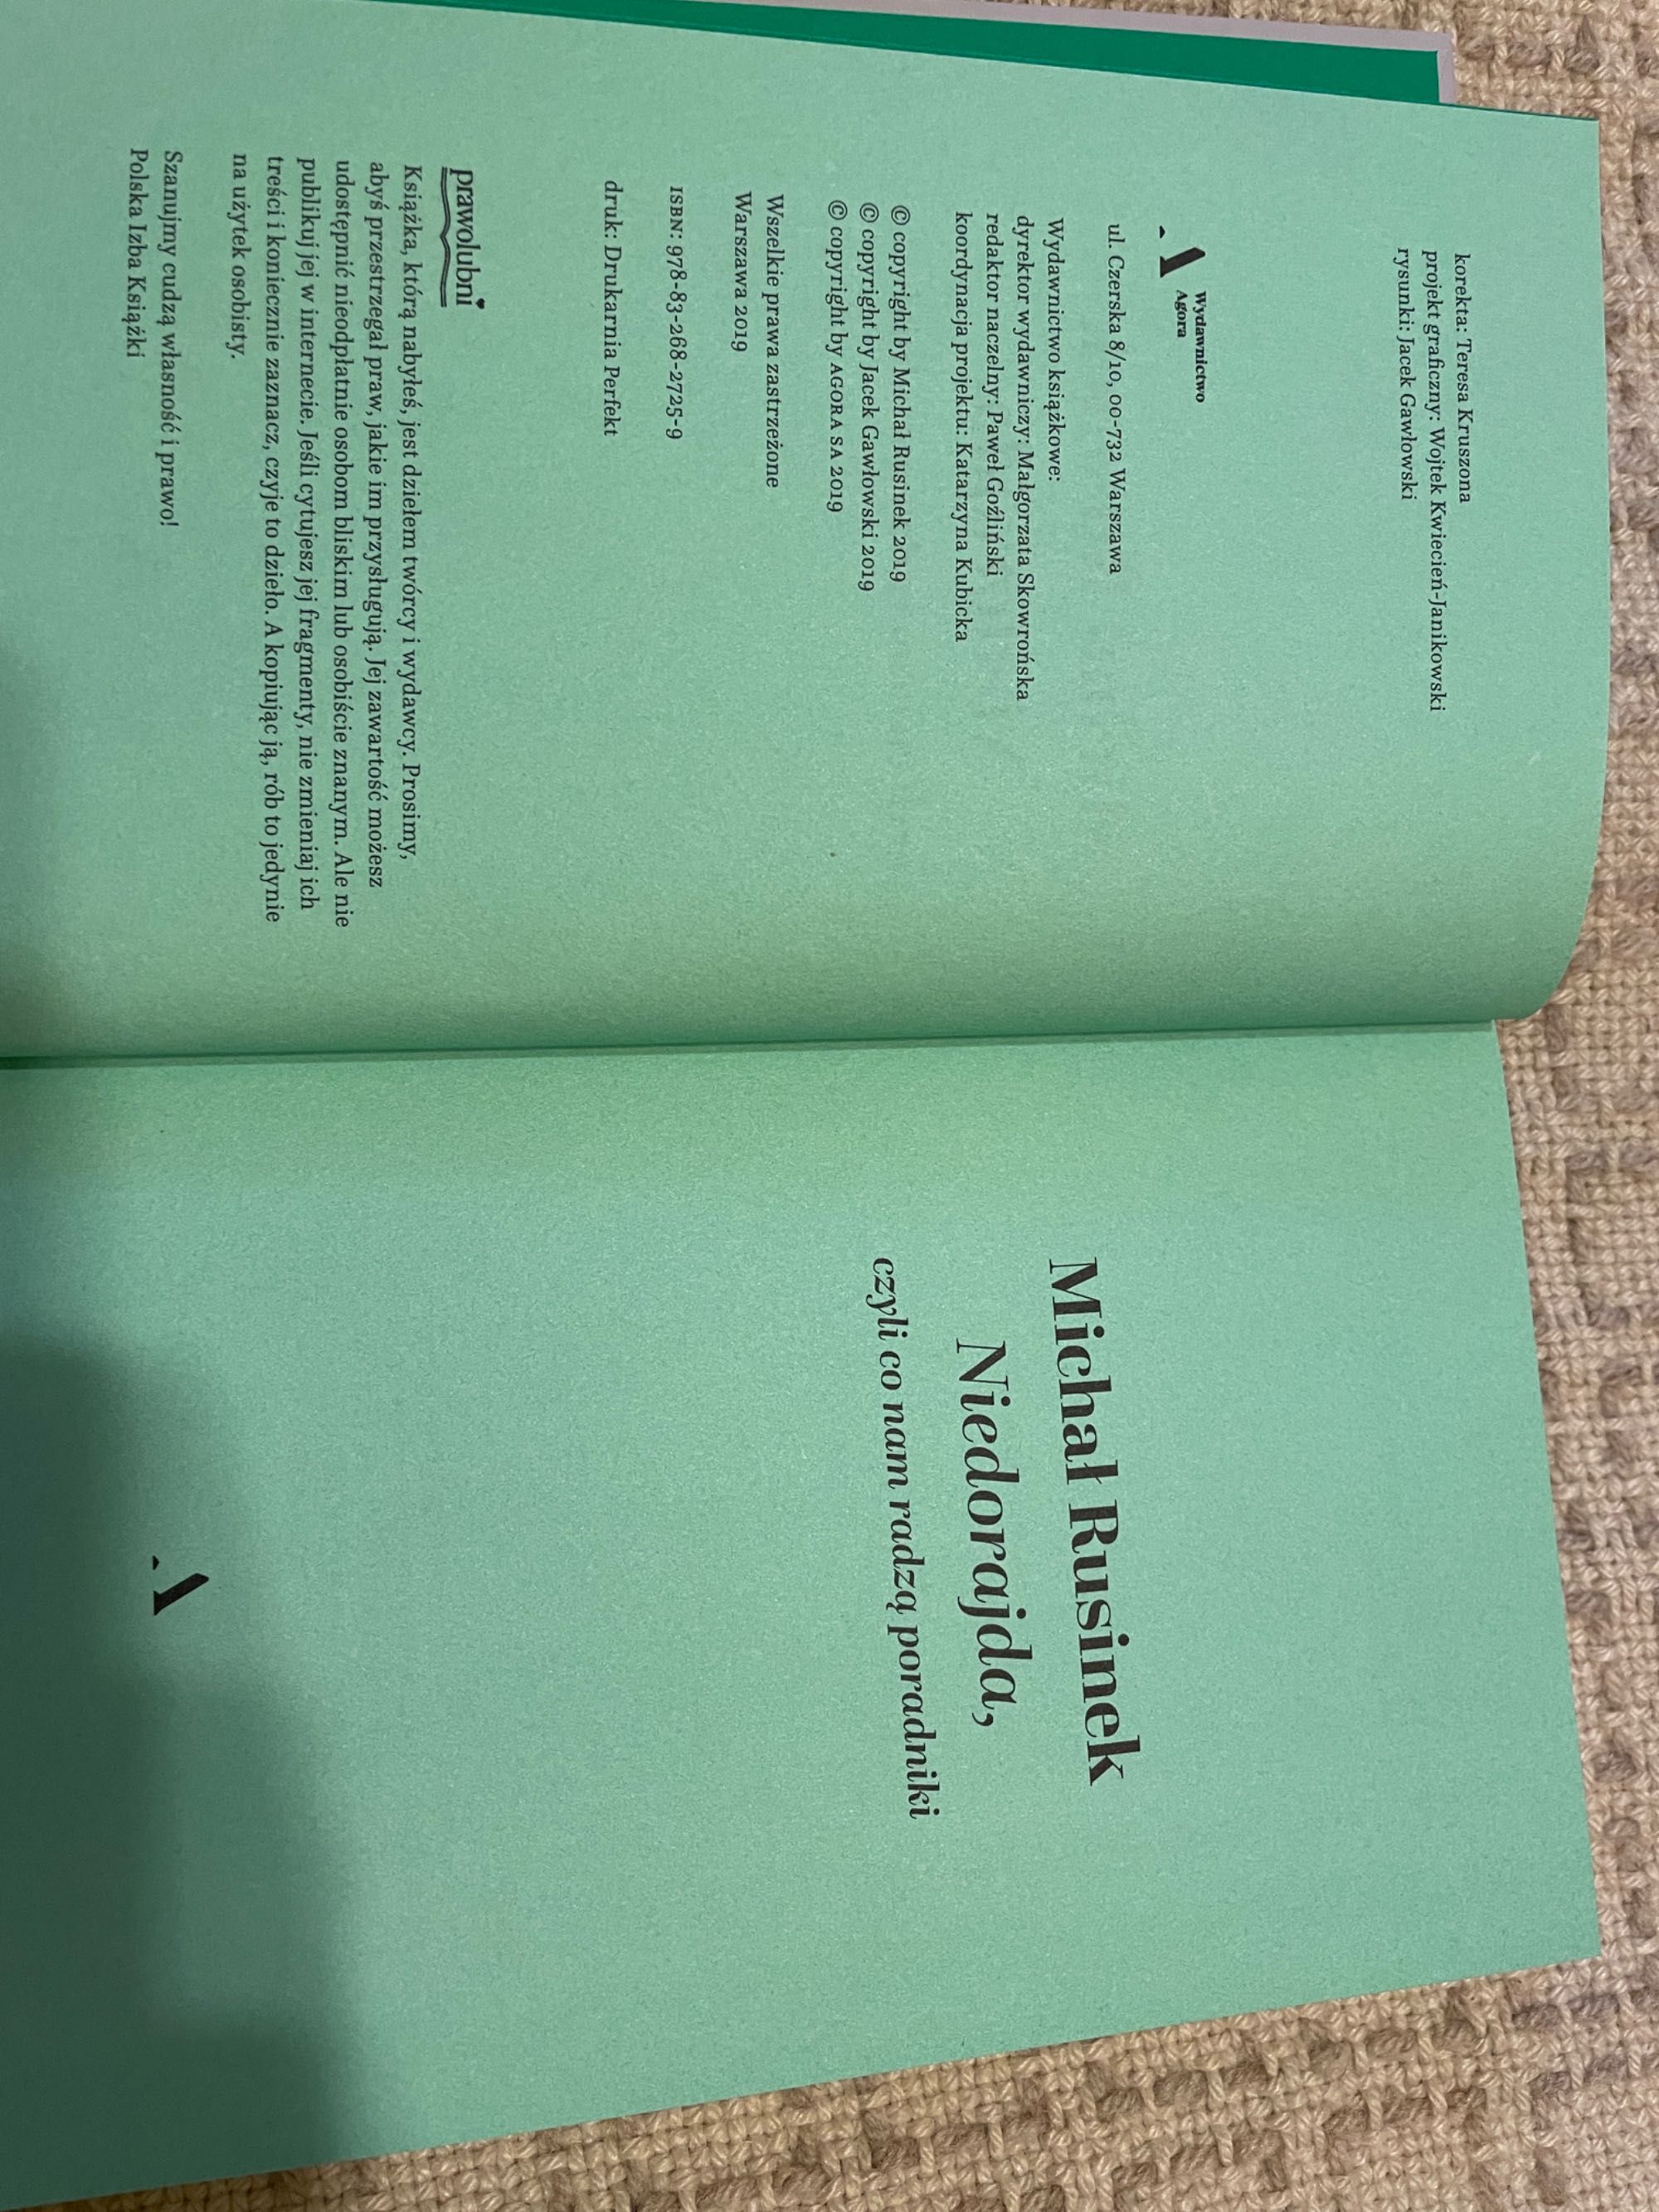 korekta: Teresa Kruszona
projekt graficzny: Wojtek Kwiecień-Janikowski
rysunki: Jacek Gawłowski
Wydawnictwo
Agora
ul. Czerska 8/10, 00-732 Warszawa
Wydawnictwo książkowe:
dyrektor wydawniczy: Małgorzata Skowrońska
redaktor naczelny: Paweł Goźliński
koordynacja projektu: Katarzyna Kubicka
© copyright by Michał Rusinek 2019
© copyright by Jacek Gawłowski 2019
© copyright by AGORA SA 2019
Wszelkie prawa zastrzeżone
Warszawa 2019
ISBN: 978-83-268-2725-9
druk: Drukarnia Perfekt
prawolubni
Książka, którą nabyłeś, jest dziełem twórcy i wydawcy. Prosimy,
abyś przestrzegał praw, jakie im przysługują. Jej zawartość możesz
udostępnić nieodpłatnie osobom bliskim lub osobiście znanym. Ale nie
publikuj jej w internecie. Jeśli cytujesz jej fragmenty, nie zmieniaj ich
treści i koniecznie zaznacz, czyje to dzieło. A kopiując ją, rób to jedynie
na użytek osobisty.
Szanujmy cudzą własność i prawo!
Polska Izba Książki
Michał Rusinek
Niedorajda,
czyli co nam radzą poradniki